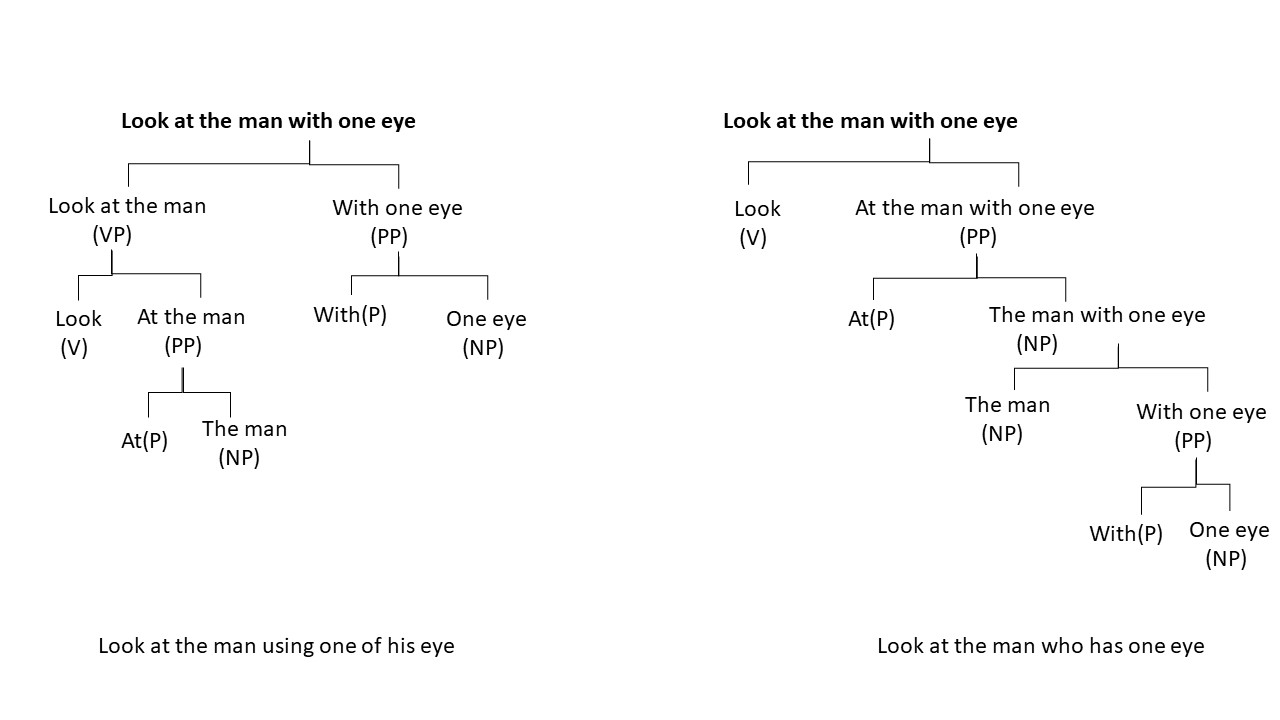 Look at the man with one eye
Look at the man
(VP)
With one eye
(PP)
Look
(V)
At the man
(PP)
With(P)
One eye
(NP)
At(P)
The man
(NP)
Look at the man using one of his eye
Look at the man with one eye
Look
(V)
At the man with one eye
(PP)
At(P)
The man with one eye
(NP)
The man
(NP)
With one eye
(PP)
With(P)
One eye
(NP)
Look at the man who has one eye